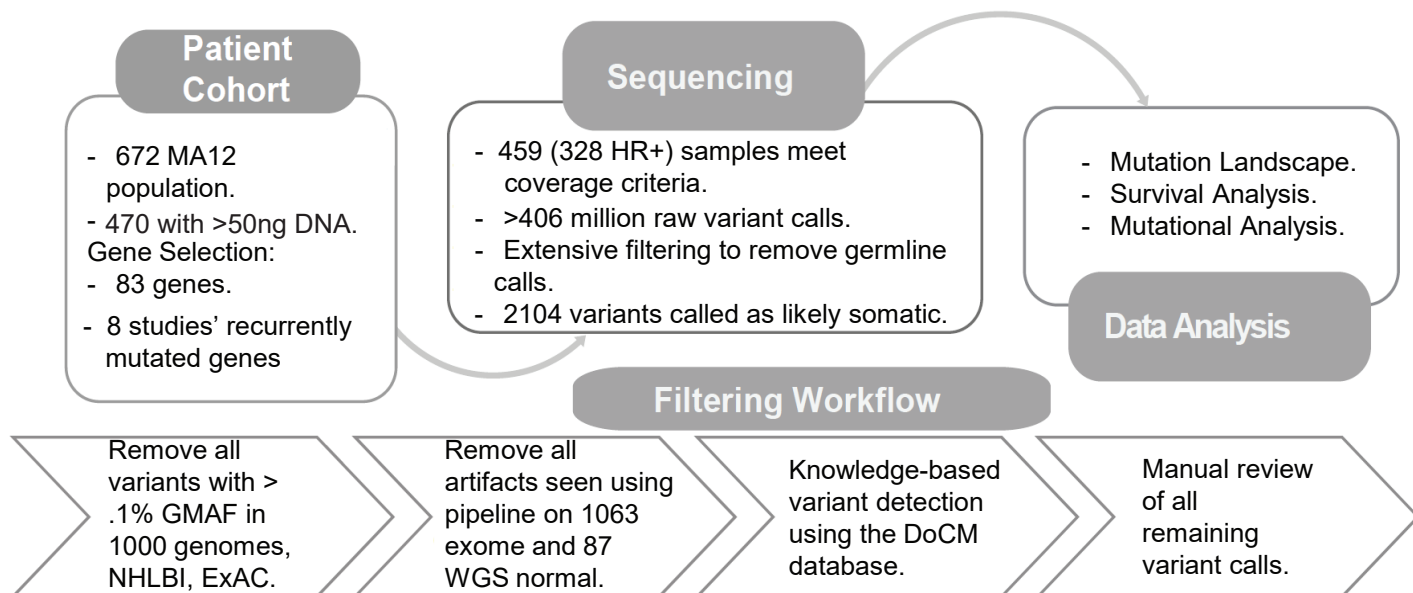 Patient
Cohort
- 672 MA12
population.
- 470 with >50ng DNA.
Gene Selection:
- 83 genes.
- 8 studies’ recurrently
mutated genes
Sequencing
- 459 (328 HR+) samples meet
coverage criteria.
- >406 million raw variant calls.
- Extensive filtering to remove germline
calls.
- 2104 variants called as likely somatic.
- Mutation Landscape.
- Survival Analysis.
- Mutational Analysis.
Data Analysis
Filtering Workflow
Remove all
variants with >
.1% GMAF in
1000 genomes,
NHLBI, ExAC.
Remove all
artifacts seen using
pipeline on 1063
exome and 87
WGS normal.
Knowledge-based
variant detection
using the DoCM
database.
Manual review
of all
remaining
variant calls.